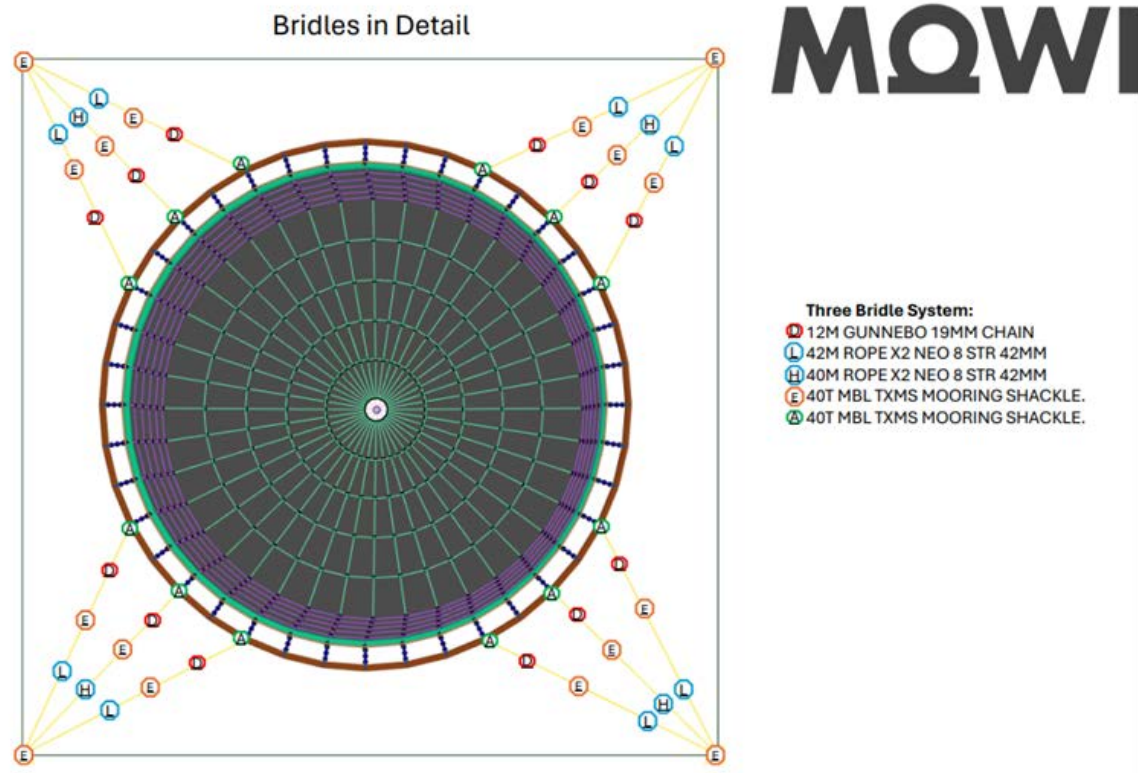 Bridles in Detail
MOWI
E E
L L
H E E H
L D D L
E E
A A
E D D E
D A A D
A A
Three Bridle System:
D 12M GUNNEBO 19MM CHAIN
L 42M ROPE X2 NEO 8 STR 42MM
H 40M ROPE X2 NEO 8 STR 42MM
E 40T MBL TXMS MOORING SHACKLE.
A 40T MBL TXMS MOORING SHACKLE.
A A
D D
A A
E D D E
A A
E E
L D D
H E E L
L H
L
E E